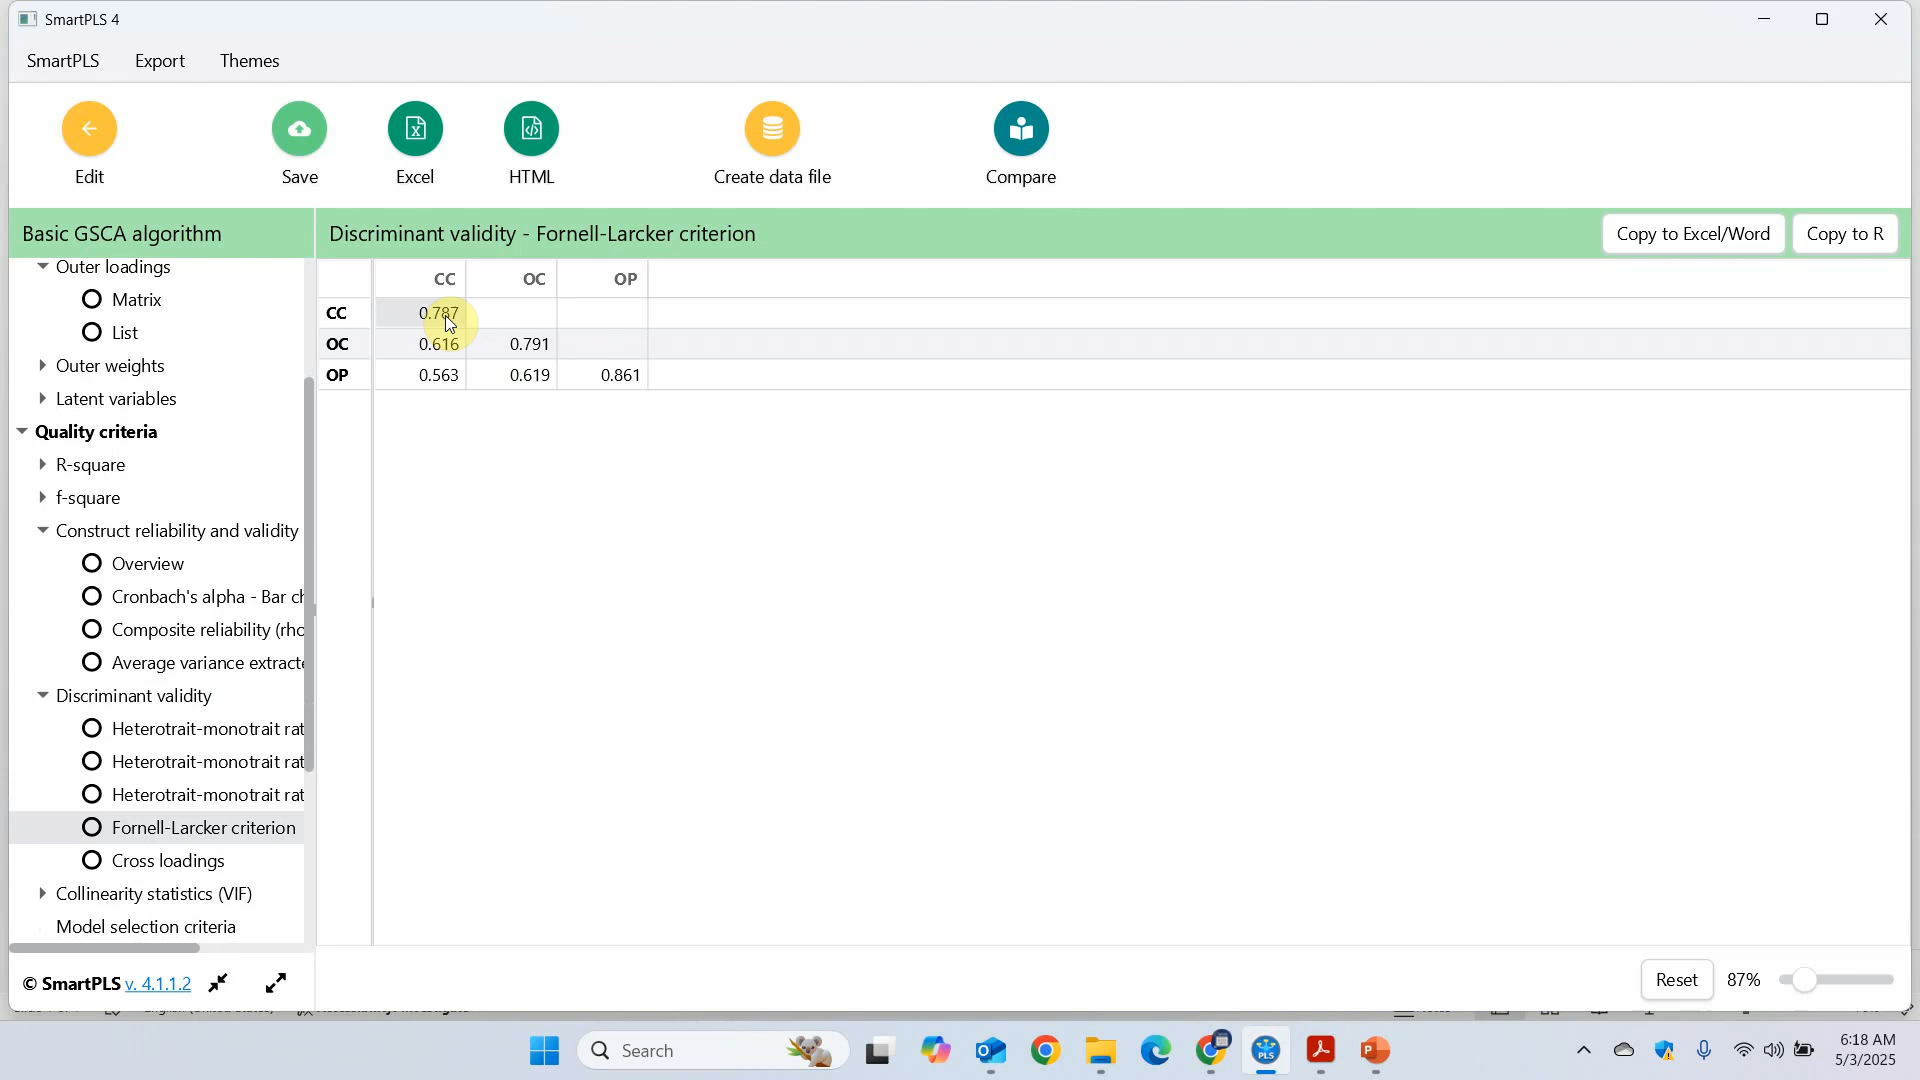 SmartPLS 4
SmartPLS Export Themes
Edit Save Excel HTML Create data file Compare
Basic GSCA algorithm
Discriminant validity - Fornell-Larcker criterion
Copy to Excel/Word Copy to R
Outer loadings
Matrix
List
Outer weights
Latent variables
Quality criteria
R-square
f-square
Construct reliability and validity
Overview
Cronbach's alpha - Bar ch
Composite reliability (rho
Average variance extracte
Discriminant validity
Heterotrait-monotrait rat
Heterotrait-monotrait rat
Heterotrait-monotrait rat
Fornell-Larcker criterion
Cross loadings
Collinearity statistics (VIF)
Model selection criteria
CC OC OP
CC 0.787
OC 0.616 0.791
OP 0.563 0.619 0.861
© SmartPLS v. 4.1.1.2
Reset 87%
Search
PLS
6:18 AM
5/3/2025